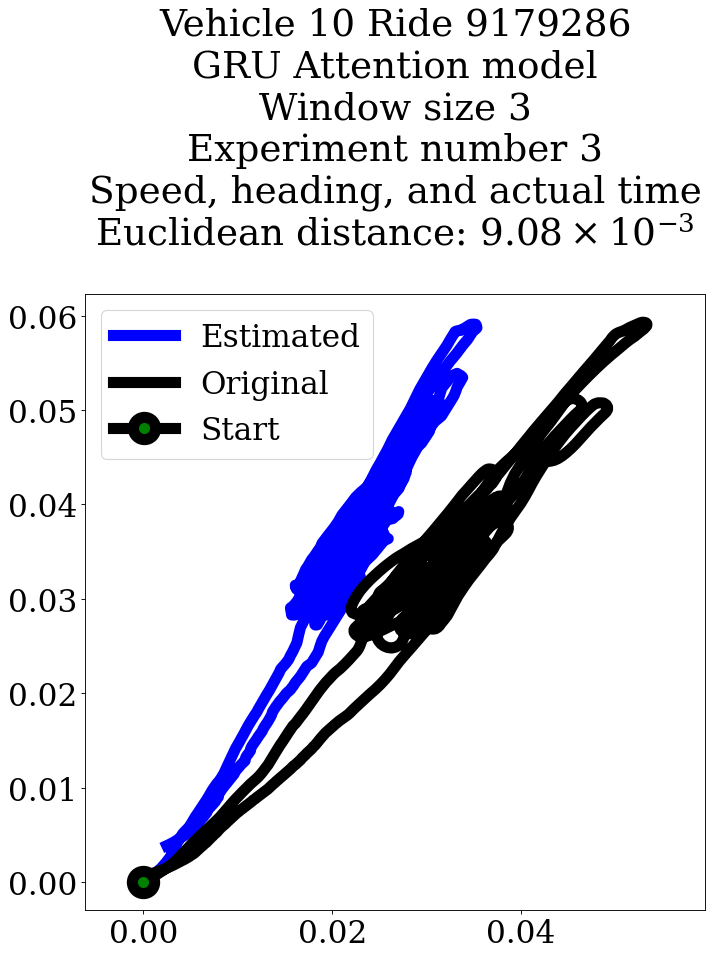 Vehicle 10 Ride 9179286
GRU Attention model
Window size 3
Experiment number 3
Speed, heading, and actual time
Euclidean distance: 9.08 × 10⁻³
Estimated
Original
Start
0.06
0.05
0.04
0.03
0.02
0.01
0.00
0.00 0.02 0.04